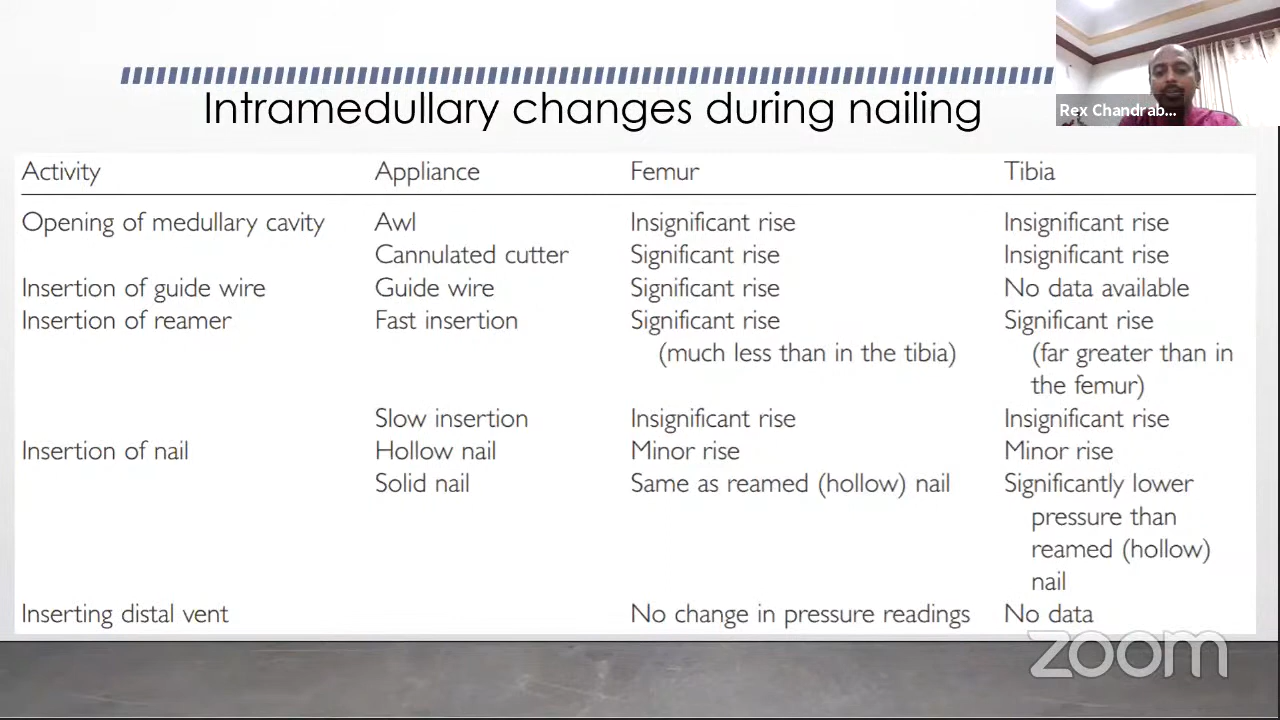 Rex Chandrab...
Intramedullary changes during nailing
Activity Appliance Femur Tibia
Opening of medullary cavity Awl Insignificant rise Insignificant rise
Cannulated cutter Significant rise Insignificant rise
Insertion of guide wire Guide wire Significant rise No data available
Insertion of reamer Fast insertion Significant rise Significant rise
(much less than in the tibia) (far greater than in
the femur)
Slow insertion Insignificant rise Insignificant rise
Insertion of nail Hollow nail Minor rise Minor rise
Solid nail Same as reamed (hollow) nail Significantly lower
pressure than
reamed (hollow)
nail
Inserting distal vent No change in pressure readings No data
zoom